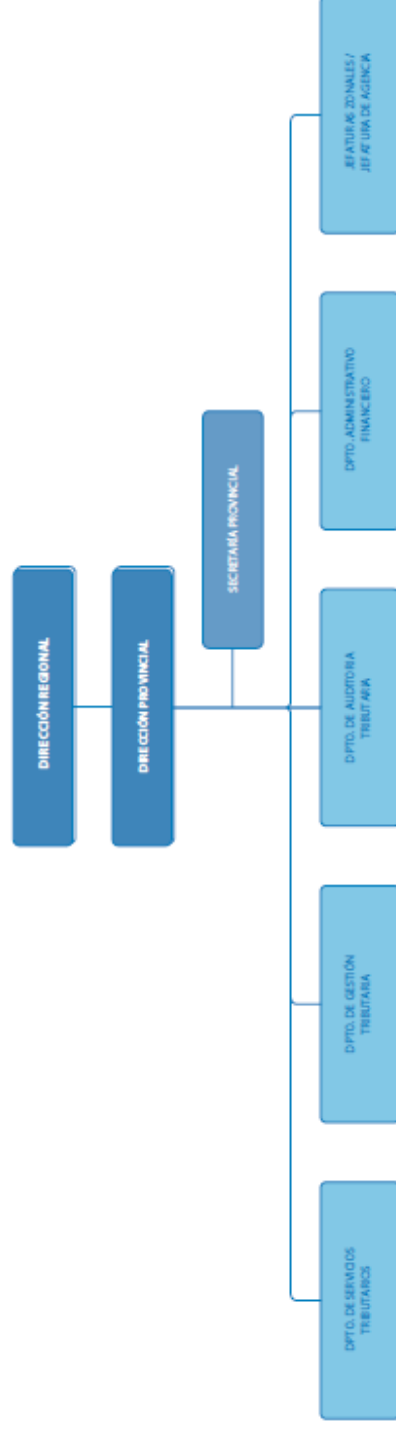 DIRECCIÓN REGIONAL
DIRECCIÓN PROVINCIAL
SECRETARÍA PROVINCIAL
DPTO. DE SERVICIOS
TRIBUTARIOS
DPTO. DE GESTIÓN
TRIBUTARIA
DPTO. DE AUDITORIA
TRIBUTARIA
DPTO. ADMINISTRATIVO
FINANCIERO
JEFATURAS ZONALES /
JEFATURA DE AGENCIA